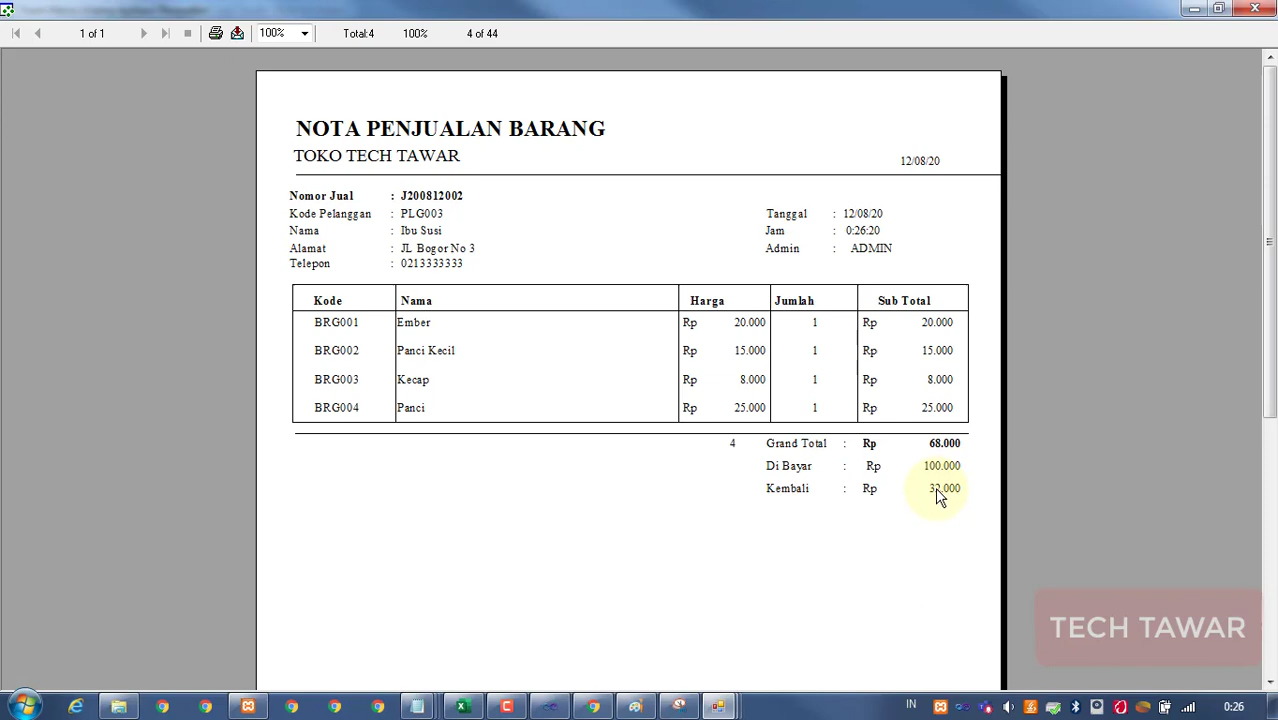 1 of 1 100% Total:4 100% 4 of 44
NOTA PENJUALAN BARANG
TOKO TECH TAWAR
12/08/20
Nomor Jual : J200812002
Kode Pelanggan : PLG003 Tanggal : 12/08/20
Nama : Ibu Susi Jam : 0:26:20
Alamat : JL Bogor No 3 Admin : ADMIN
Telepon : 0213333333
Kode Nama Harga Jumlah Sub Total
BRG001 Ember Rp 20.000 1 Rp 20.000
BRG002 Panci Kecil Rp 15.000 1 Rp 15.000
BRG003 Kecap Rp 8.000 1 Rp 8.000
BRG004 Panci Rp 25.000 1 Rp 25.000
4 Grand Total : Rp 68.000
Di Bayar : Rp 100.000
Kembali : Rp 32.000
TECH TAWAR
IN 0:26